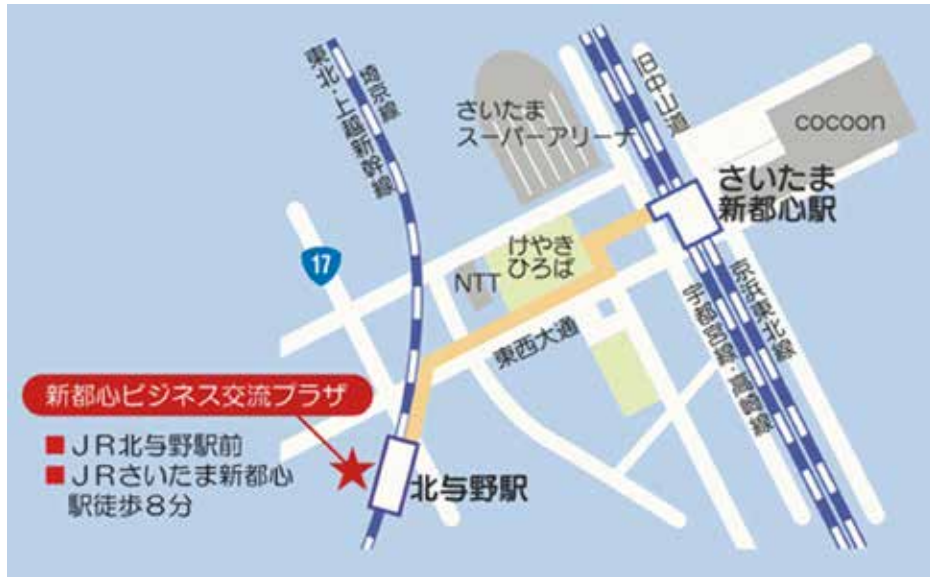 埼京線
東北・上越新幹線
さいたま
スーパーアリーナ
旧中山道
cocoon
さいたま
新都心駅
けやき
ひろば
NTT
17
東西大通
京浜東北線
宇都宮線・高崎線
新都心ビジネス交流プラザ
■JR北与野駅前
■JRさいたま新都心
駅徒歩8分
北与野駅